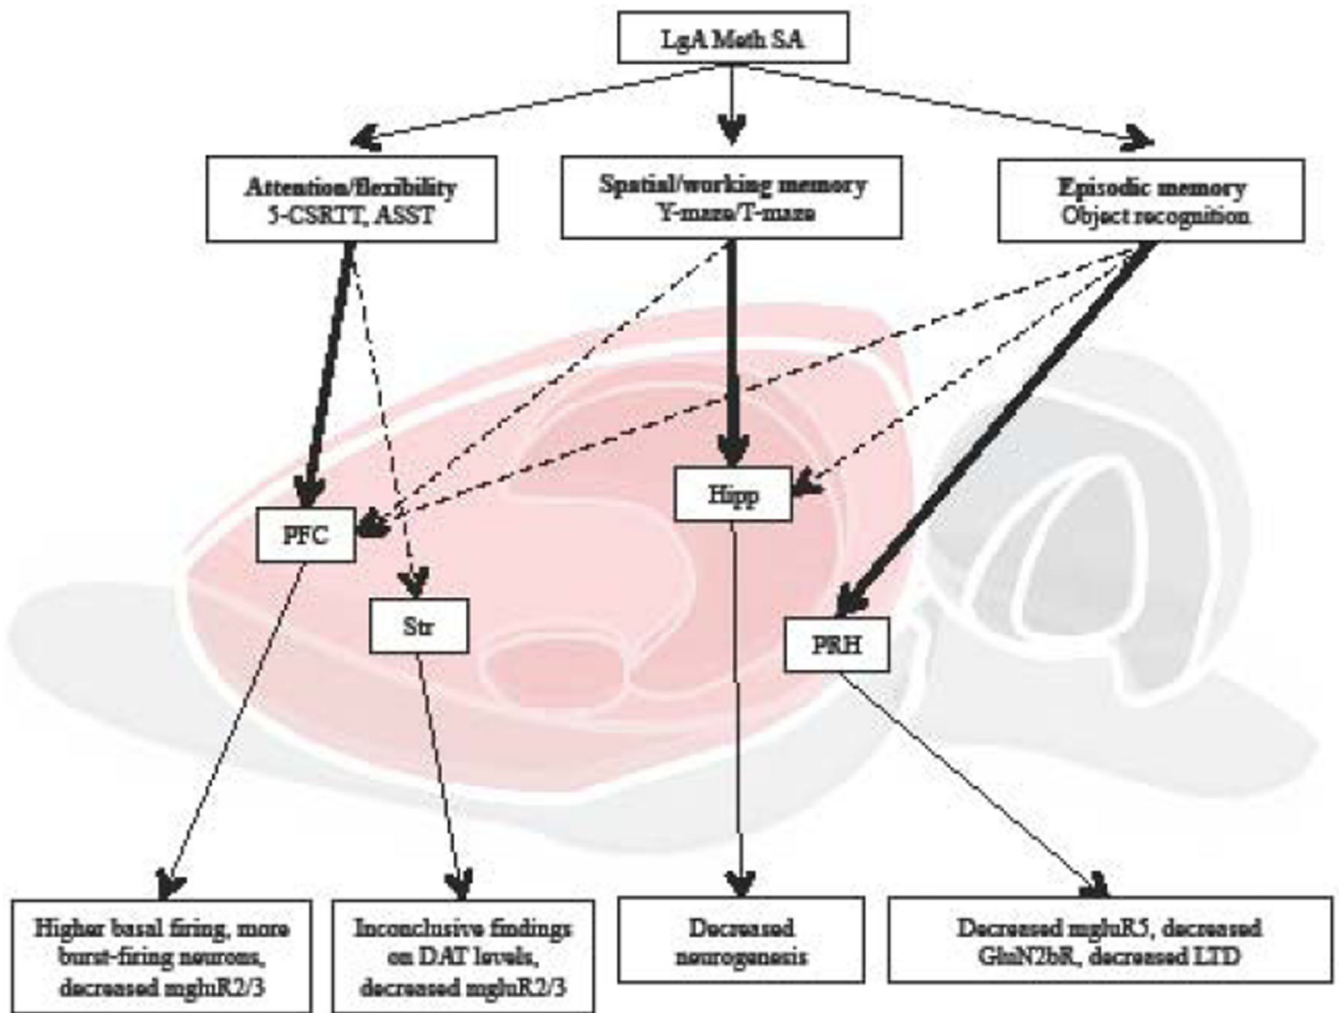 LgA Meth SA
Attention/flexibility
5-CSRTT, ASST
Spatial/working memory
Y-maze/T-maze
Episodic memory
Object recognition
Hipp
PFC
Str
PRH
Higher basal firing, more
burst-firing neurons,
decreased mgluR2/3
Inconclusive findings
on DAT levels,
decreased mgluR2/3
Decreased
neurogenesis
Decreased mgluR5, decreased
GluN2bR, decreased LTD